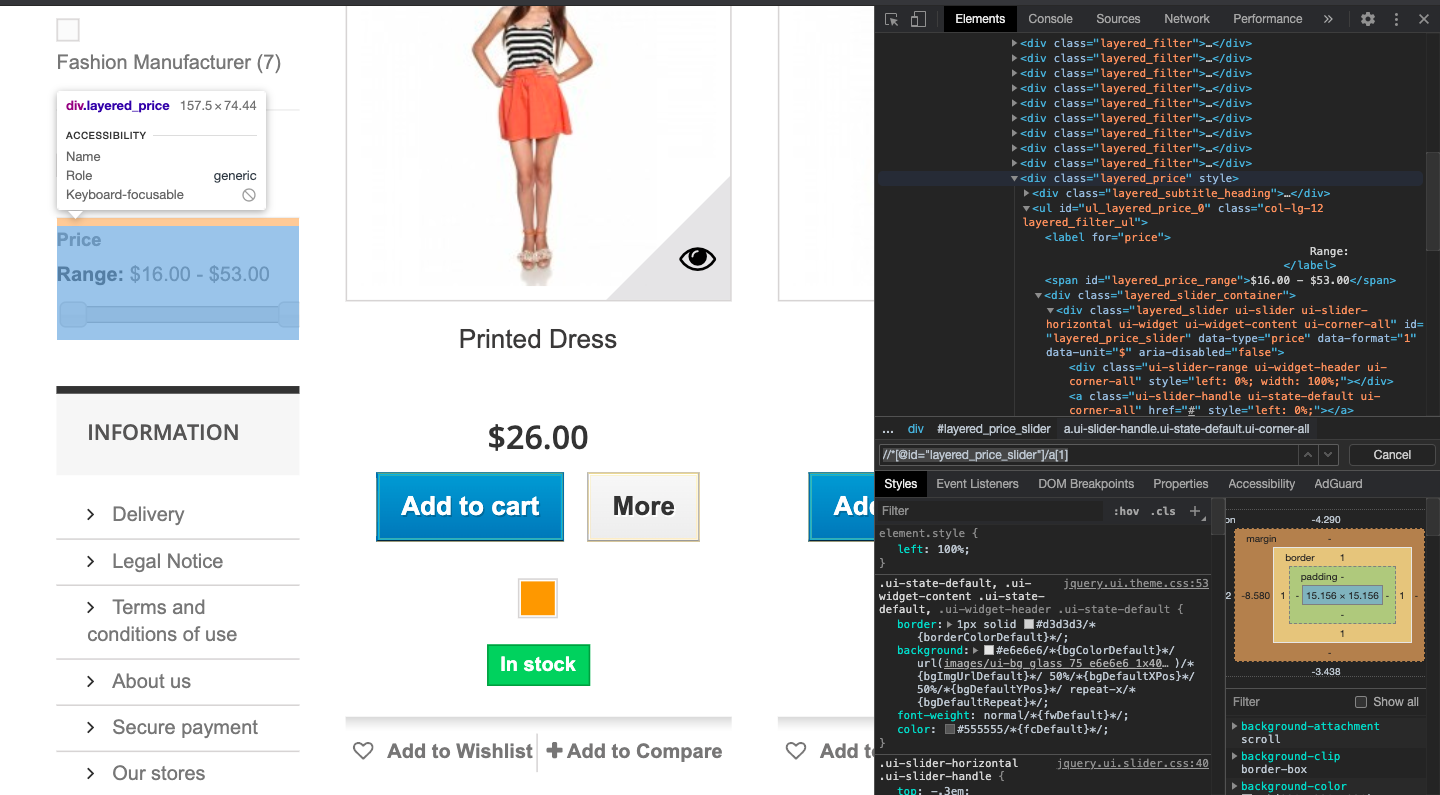 Fashion Manufacturer (7)
div.layered_price 157.5 × 74.44
ACCESSIBILITY
Name
Role generic
Keyboard-focusable
Price
Range: $16.00 - $53.00
INFORMATION
Delivery
Legal Notice
Terms and
conditions of use
About us
Secure payment
Our stores
Printed Dress
$26.00
Add to cart More
In stock
Add to Wishlist Add to Compare
Ad
Add to
Elements Console Sources Network Performance »
<div class="layered_filter">…</div>
<div class="layered_filter">…</div>
<div class="layered_filter">…</div>
<div class="layered_filter">…</div>
<div class="layered_filter">…</div>
<div class="layered_filter">…</div>
<div class="layered_filter">…</div>
<div class="layered_filter">…</div>
<div class="layered_filter">…</div>
<div class="layered_price" style>
<div class="layered_subtitle_heading">…</div>
<ul id="ul_layered_price_0" class="col-lg-12
layered_filter_ul">
<label for="price">
Range:
</label>
<span id="layered_price_range">$16.00 - $53.00</span>
<div class="layered_slider_container">
<div class="layered_slider ui-slider ui-slider-
horizontal ui-widget ui-widget-content ui-corner-all" id=
"layered_price_slider" data-type="price" data-format="1"
data-unit="$" aria-disabled="false">
<div class="ui-slider-range ui-widget-header ui-
corner-all" style="left: 0%; width: 100%;"></div>
<a class="ui-slider-handle ui-state-default ui-
corner-all" href="#" style="left: 0%;"></a>
… div #layered_price_slider a.ui-slider-handle.ui-state-default.ui-corner-all
//*[@id="layered_price_slider"]/a[1] Cancel
Styles Event Listeners DOM Breakpoints Properties Accessibility AdGuard
Filter :hov .cls +
element.style {
left: 100%;
}
.ui-state-default, .ui- jquery.ui.theme.css:53
widget-content .ui-state-
default, .ui-widget-header .ui-state-default {
border: 1px solid #d3d3d3/*
{borderColorDefault}*/;
background: #e6e6e6/*{bgColorDefault}*/
url(images/ui-bg_glass_75_e6e6e6_1x40… )/*
{bgImgUrlDefault}*/ 50%/*{bgDefaultXPos}*/
50%/*{bgDefaultYPos}*/ repeat-x/*
{bgDefaultRepeat}*/;
font-weight: normal/*{fwDefault}*/;
color: #555555/*{fcDefault}*/;
}
.ui-slider-horizontal jquery.ui.slider.css:40
.ui-slider-handle {
top: -.3em;
on -4.290
margin -
border 1
padding -
2 -8.580 1 - 15.156 × 15.156 - 1 -
-
1
-
-3.438
Filter Show all
background-attachment
scroll
background-clip
border-box
background-color